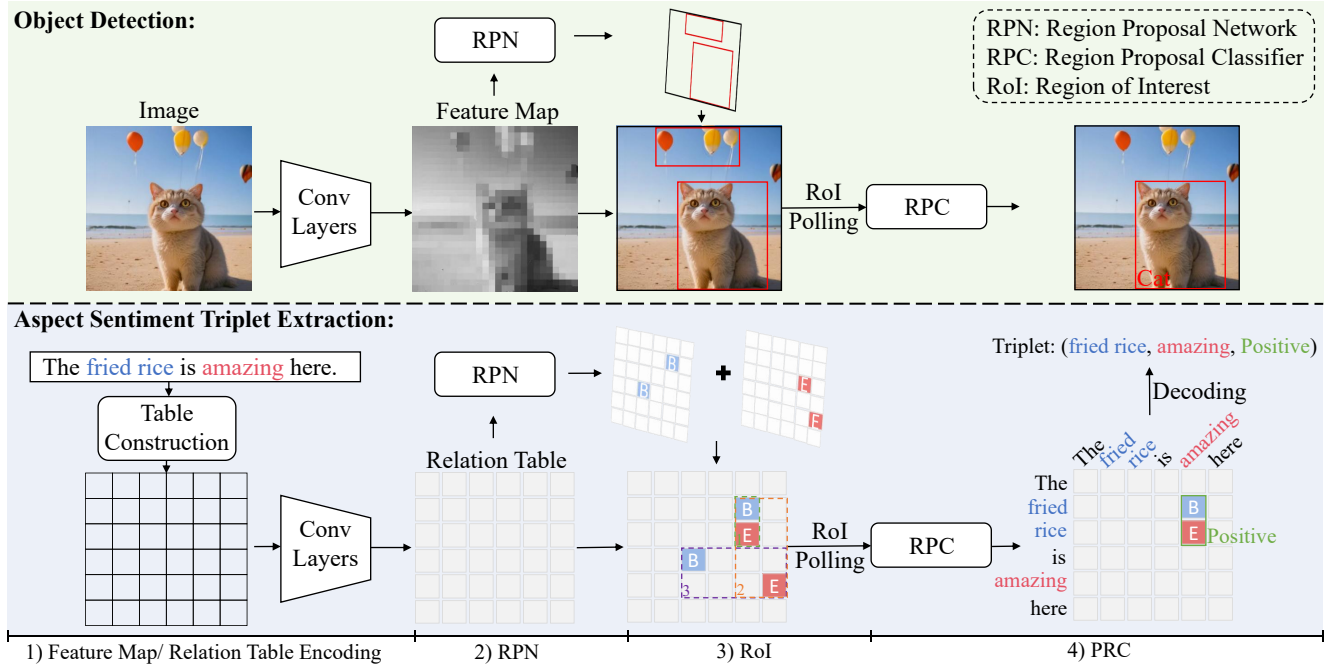 Object Detection:
RPN
RPN: Region Proposal Network
RPC: Region Proposal Classifier
RoI: Region of Interest
Image
Feature Map
Conv
Layers
RoI
Polling
RPC
Cat
Aspect Sentiment Triplet Extraction:
The fried rice is amazing here.
Table
Construction
Conv
Layers
RPN
Relation Table
B
B
E
E
B
E
B
E
3
2
RoI
Polling
RPC
Triplet: (fried rice, amazing, Positive)
Decoding
The fried rice is amazing here
The
fried
rice
is
amazing
here
B
E Positive
1) Feature Map/ Relation Table Encoding
2) RPN
3) RoI
4) PRC